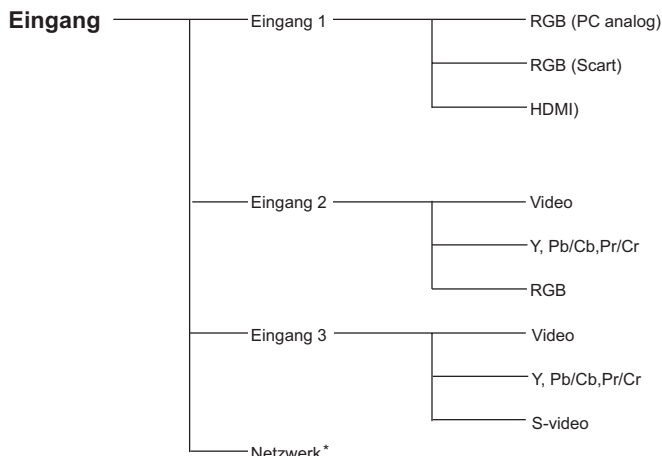 Eingang
Eingang 1
RGB (PC analog)
RGB (Scart)
HDMI)
Eingang 2
Video
Y, Pb/Cb,Pr/Cr
RGB
Eingang 3
Video
Y, Pb/Cb,Pr/Cr
S-video
Netzwerk*